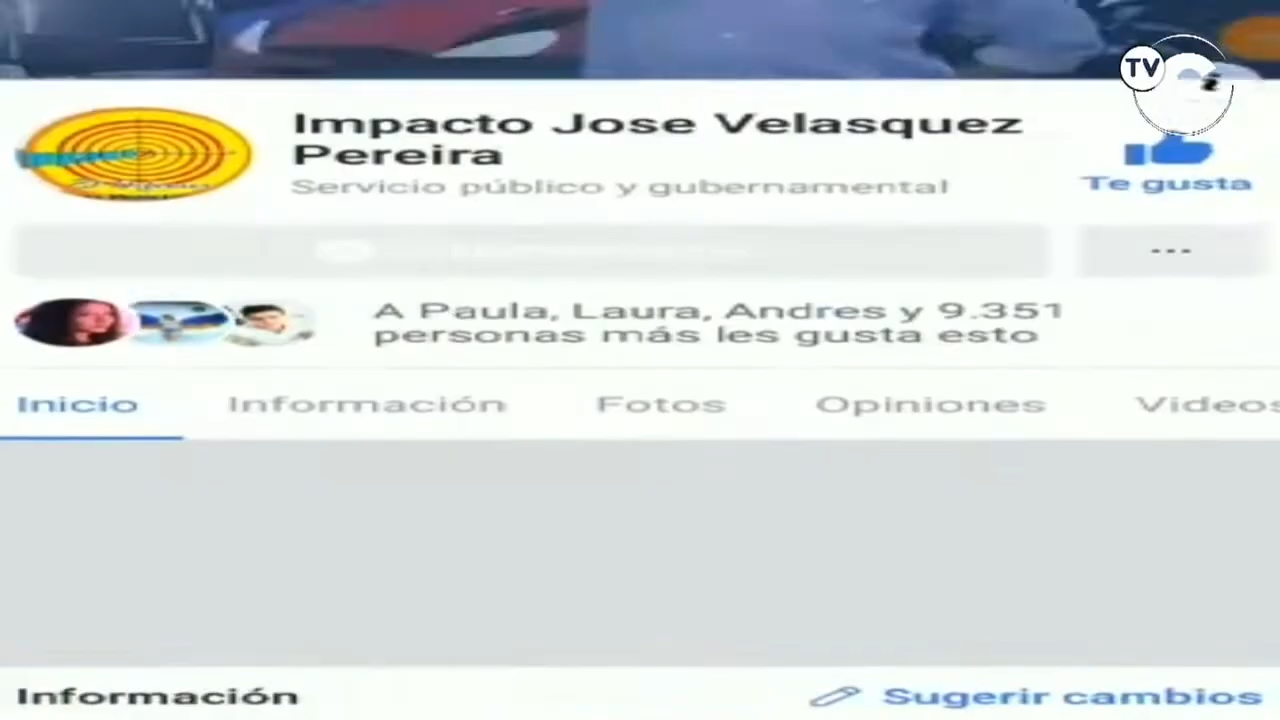 TV
Impacto Jose Velasquez
Pereira
Servicio público y gubernamental
Te gusta
...
A Paula, Laura, Andres y 9.351
personas más les gusta esto
Inicio
Información
Fotos
Opiniones
Videos
Información
Sugerir cambios